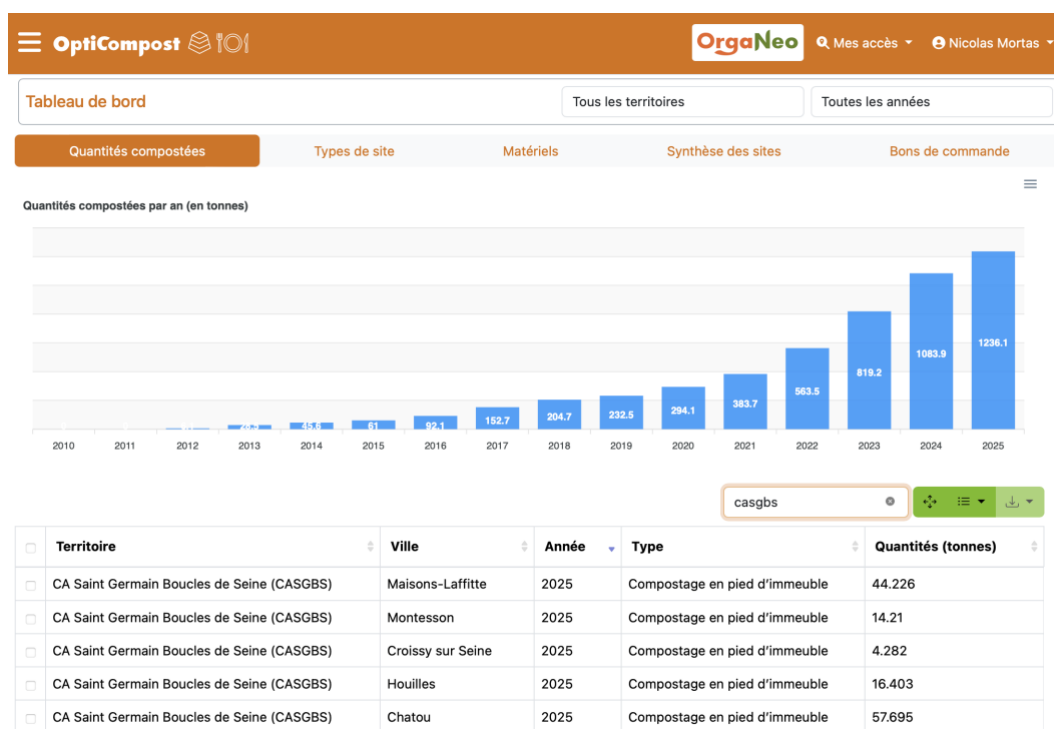 OptiCompost
OrgaNeo
Mes accès
Nicolas Mortas
Tableau de bord
Tous les territoires
Toutes les années
Quantités compostées
Types de site
Matériels
Synthèse des sites
Bons de commande
Quantités compostées par an (en tonnes)
45.6
61
92.1
152.7
204.7
232.5
294.1
383.7
563.5
819.2
1083.9
1236.1
2010 2011 2012 2013 2014 2015 2016 2017 2018 2019 2020 2021 2022 2023 2024 2025
casgbs
Territoire Ville Année Type Quantités (tonnes)
CA Saint Germain Boucles de Seine (CASGBS) Maisons-Laffitte 2025 Compostage en pied d'immeuble 44.226
CA Saint Germain Boucles de Seine (CASGBS) Montesson 2025 Compostage en pied d'immeuble 14.21
CA Saint Germain Boucles de Seine (CASGBS) Croissy sur Seine 2025 Compostage en pied d'immeuble 4.282
CA Saint Germain Boucles de Seine (CASGBS) Houilles 2025 Compostage en pied d'immeuble 16.403
CA Saint Germain Boucles de Seine (CASGBS) Chatou 2025 Compostage en pied d'immeuble 57.695